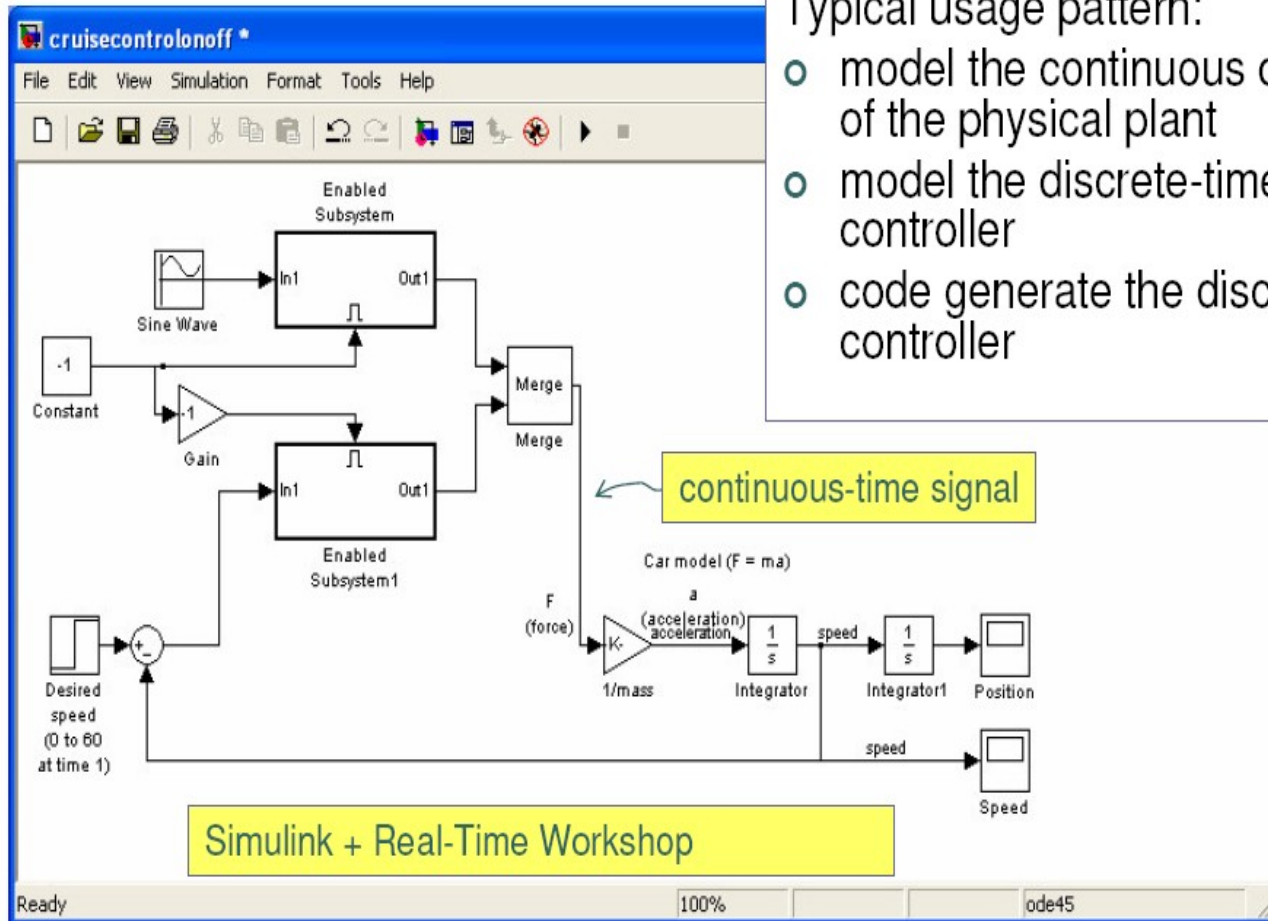 cruisecontrolonoff *
File Edit View Simulation Format Tools Help
Typical usage pattern:
o model the continuous
of the physical plant
o model the discrete-time
controller
o code generate the
controller
Enabled
Subsystem
In1
Out1
Sine Wave
-1
Constant
-1
Gain
Merge
Merge
In1
Out1
Enabled
Subsystem1
continuous-time signal
Car model (F = ma)
F
(force)
a
(acceleration)
acceleration
-K-
1/mass
1
s
Integrator
speed
1
s
Integrator1
Position
Desired
speed
(0 to 60
at time 1)
+
-
speed
Speed
Simulink + Real-Time Workshop
Ready
100%
ode45